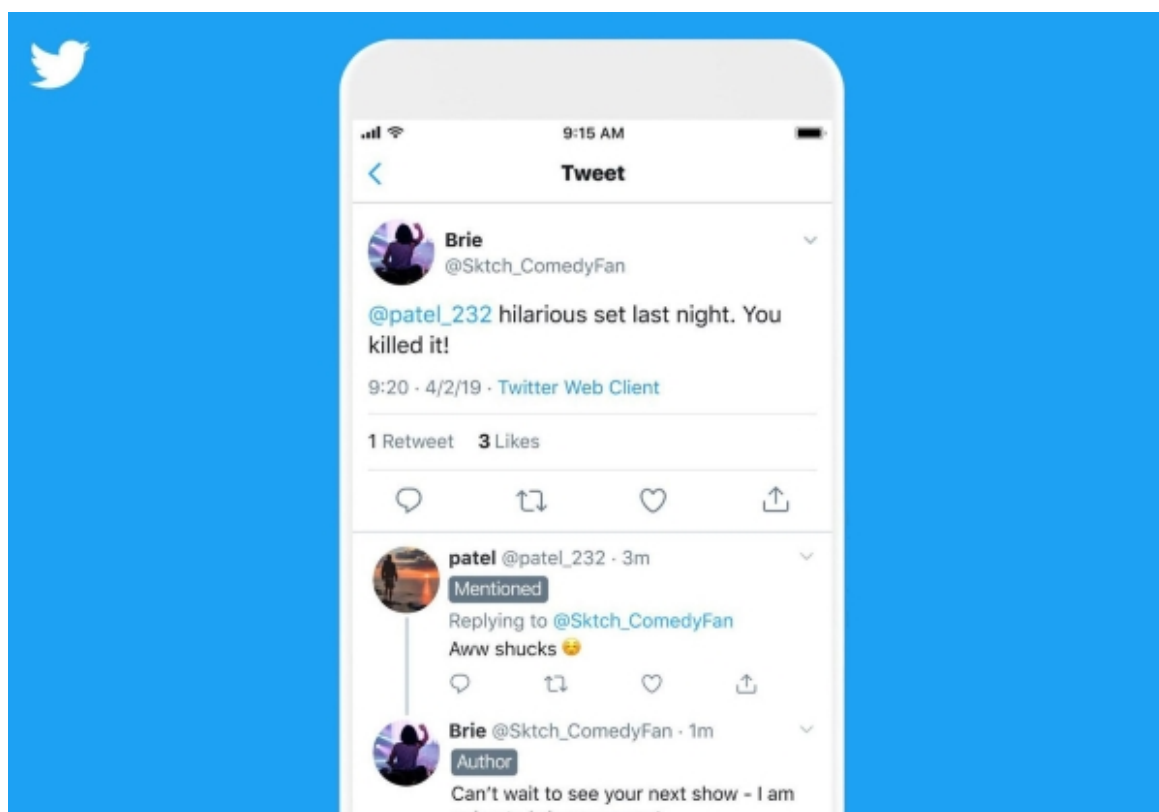 9:15 AM
Tweet
Brie
@Sktch_ComedyFan
@patel_232 hilarious set last night. You
killed it!
9:20 · 4/2/19 · Twitter Web Client
1 Retweet 3 Likes
patel @patel_232 · 3m
Mentioned
Replying to @Sktch_ComedyFan
Aww shucks ☺️
Brie @Sktch_ComedyFan · 1m
Author
Can't wait to see your next show - I am